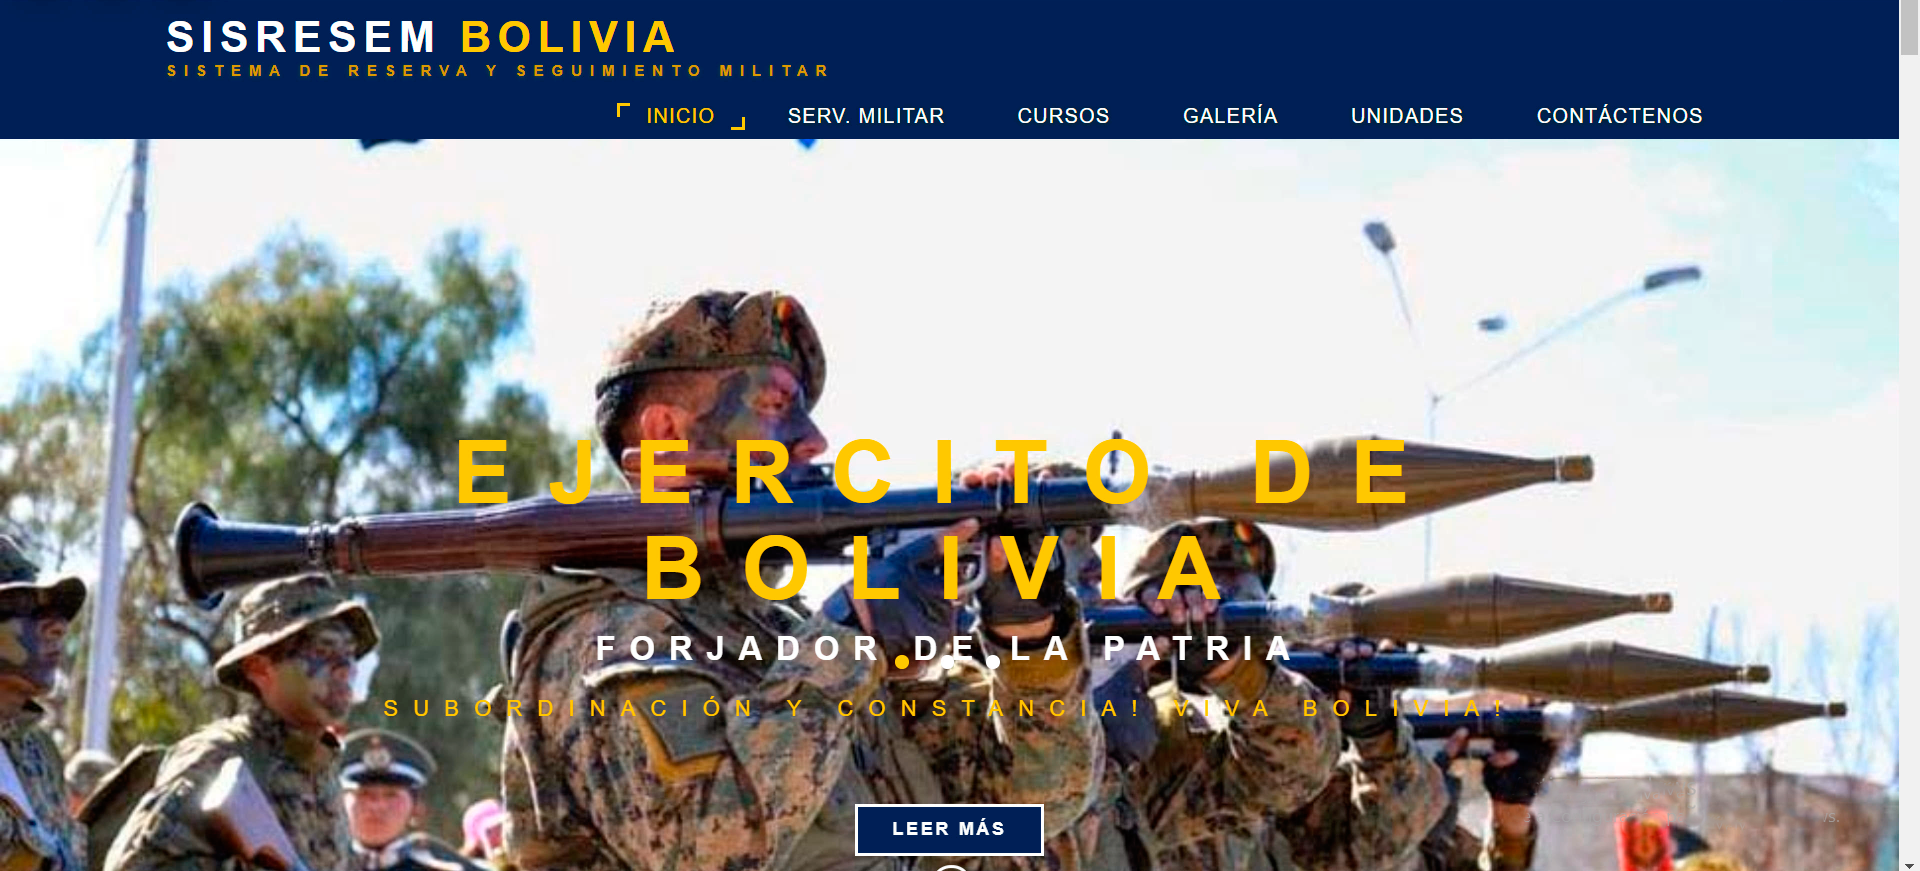 SISRESEM BOLIVIA
SISTEMA DE RESERVA Y SEGUIMIENTO MILITAR
INICIO SERV. MILITAR CURSOS GALERÍA UNIDADES CONTÁCTENOS
EJERCITO DE
BOLIVIA
FORJADOR DE LA PATRIA
SUBORDINACIÓN Y CONSTANCIA! VIVA BOLIVIA!
LEER MÁS